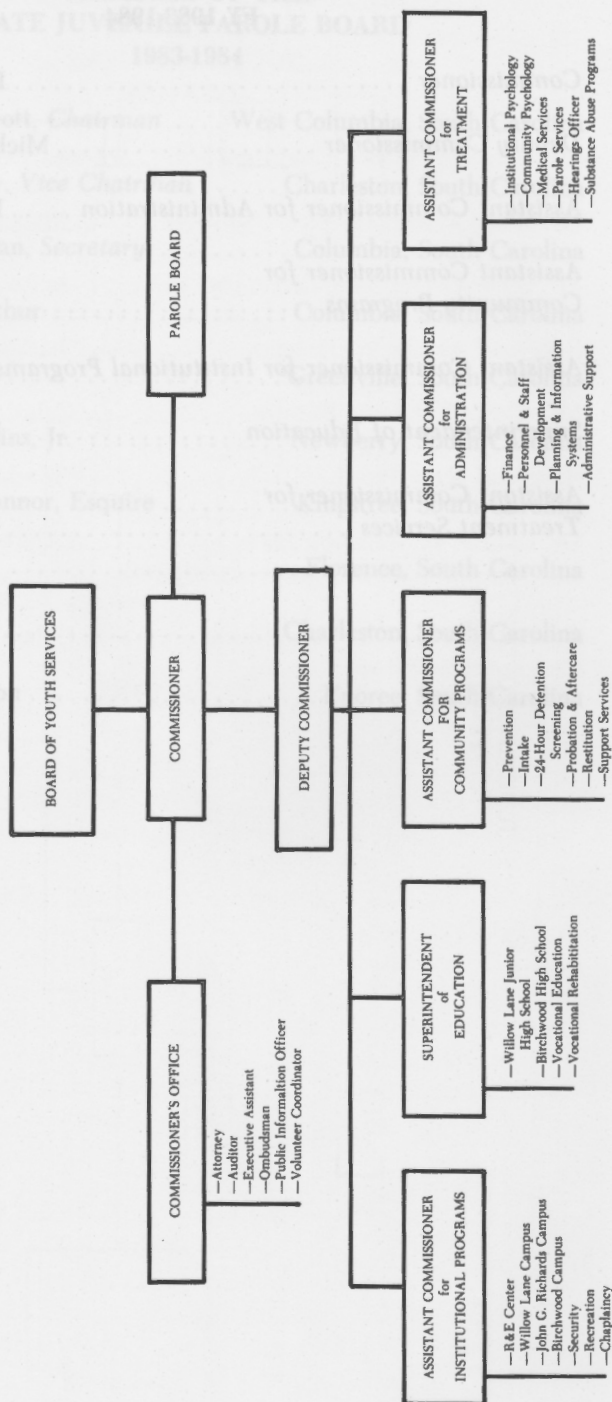 BOARD OF YOUTH SERVICES
COMMISSIONER'S OFFICE
—Attorney
—Auditor
—Executive Assistant
—Ombudsman
—Public Informaltion Officer
—Volunteer Coordinator
COMMISSIONER
PAROLE BOARD
DEPUTY COMMISSIONER
ASSISTANT COMMISSIONER
for
INSTITUTIONAL PROGRAMS
—R&E Center
—Willow Lane Campus
—John G. Richards Campus
—Birchwood Campus
—Security
—Recreation
—Chaplaincy
SUPERINTENDENT
of
EDUCATION
—Willow Lane Junior
High School
—Birchwood High School
—Vocational Education
—Vocational Rehabititation
ASSISTANT COMMISSIONER
FOR
COMMUNITY PROGRAMS
—Prevention
—Intake
—24-Hour Detention
Screening
—Probation & Aftercare
—Restitution
—Support Services
ASSISTANT COMMISSIONER
for
ADMINISTRATION
—Finance
—Personnel & Staff
Development
—Planning & Information
Systems
—Administrative Support
ASSISTANT COMMISSIONER
for
TREATMENT
—Institutional Psychology
—Community Psychology
—Medical Services
—Parole Services
—Hearings Officer
—Substance Abuse Programs